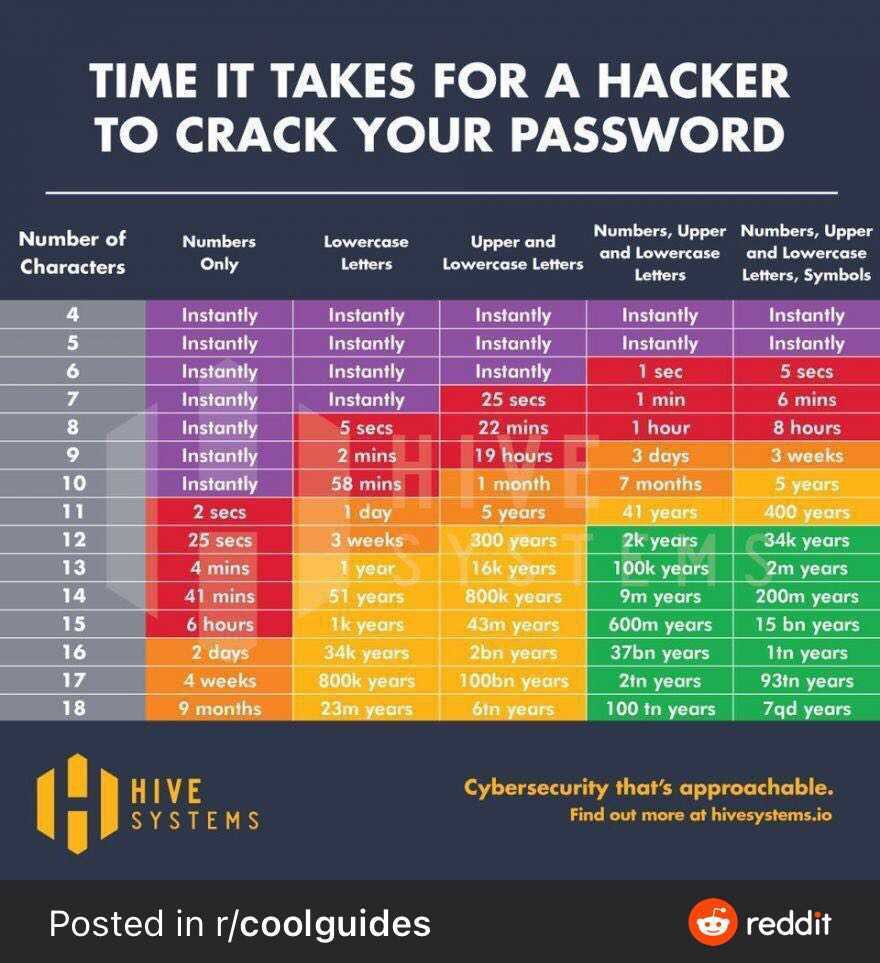 TIME IT TAKES FOR A HACKER
TO CRACK YOUR PASSWORD
Number of Characters | Numbers Only | Lowercase Letters | Upper and Lowercase Letters | Numbers, Upper and Lowercase Letters | Numbers, Upper and Lowercase Letters, Symbols
4 Instantly Instantly Instantly Instantly Instantly
5 Instantly Instantly Instantly Instantly Instantly
6 Instantly Instantly Instantly 1 sec 5 secs
7 Instantly Instantly 25 secs 1 min 6 mins
8 Instantly 5 secs 22 mins 1 hour 8 hours
9 Instantly 2 mins 19 hours 3 days 3 weeks
10 Instantly 58 mins 1 month 7 months 5 years
11 2 secs 1 day 5 years 41 years 400 years
12 25 secs 3 weeks 300 years 2k years 34k years
13 4 mins 1 year 16k years 100k years 2m years
14 41 mins 51 years 800k years 9m years 200m years
15 6 hours 1k years 43m years 600m years 15 bn years
16 2 days 34k years 2bn years 37bn years 1tn years
17 4 weeks 800k years 100bn years 2tn years 93tn years
18 9 months 23m years 6tn years 100 tn years 7qd years
HIVE
SYSTEMS
HIVE
SYSTEMS
Cybersecurity that's approachable.
Find out more at hivesystems.io
Posted in r/coolguides
reddit